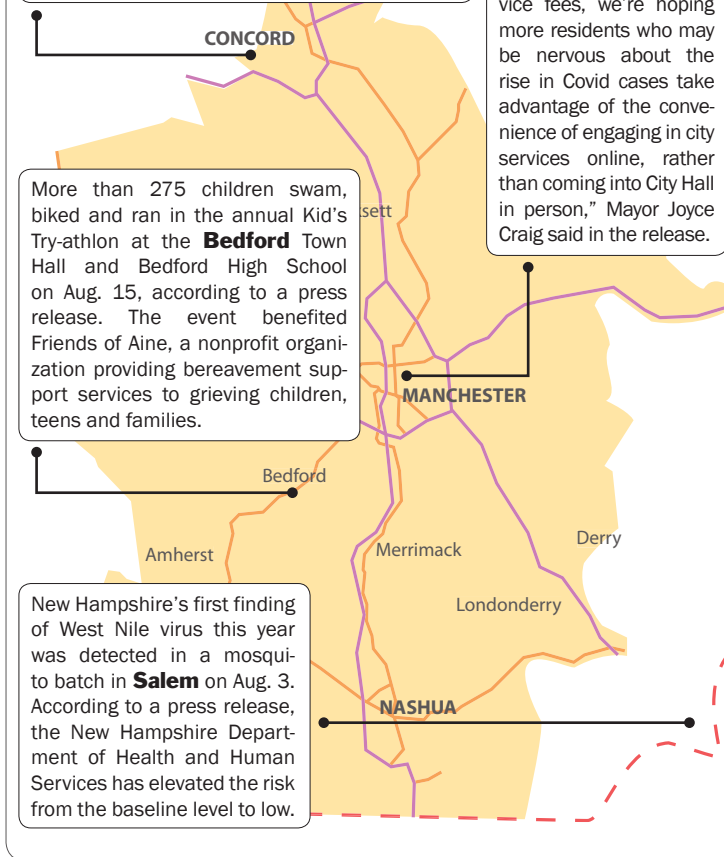 vice fees, we’re hoping
more residents who may
be nervous about the
rise in Covid cases take
advantage of the conve-
nience of engaging in city
services online, rather
than coming into City Hall
in person,” Mayor Joyce
Craig said in the release.
CONCORD
More than 275 children swam,
biked and ran in the annual Kid’s
Try-athlon at the Bedford Town
Hall and Bedford High School
on Aug. 15, according to a press
release. The event benefited
Friends of Aine, a nonprofit organi-
zation providing bereavement sup-
port services to grieving children,
teens and families.
sett
MANCHESTER
Bedford
Amherst
Merrimack
Derry
Londonderry
New Hampshire’s first finding
of West Nile virus this year
was detected in a mosqui-
to batch in Salem on Aug. 3.
According to a press release,
the New Hampshire Depart-
ment of Health and Human
Services has elevated the risk
from the baseline level to low.
NASHUA